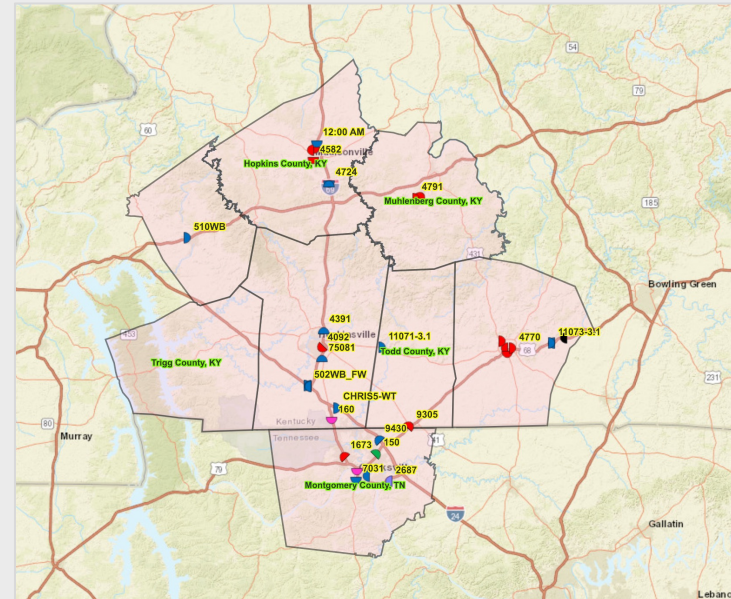 54
79
60
12:00 AM
4582
Hopkins County, KY
4724
4791
Muhlenberg County, KY
185
510WB
431
Bowling Green
4391
4092
75081
11071-3.1
Todd County, KY
4770
68
11073-3.1
Trigg County, KY
453
502WB_FW
CHRIS5-WT
160
231
Kentucky
Tennessee
9305
9430
150
41
80
Murray
1673
79
7031
2687
Montgomery County, TN
24
Gallatin